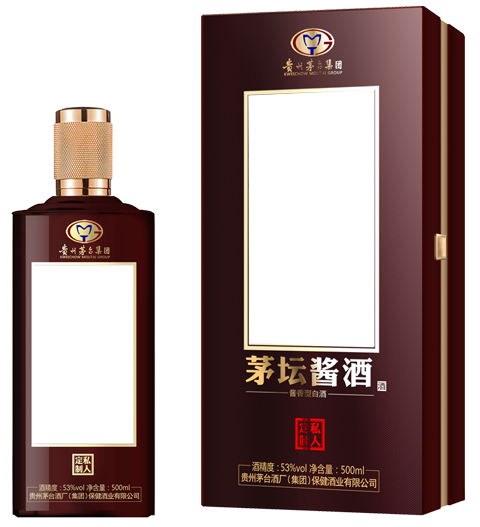 贵州茅台集团
KWEICHOW MOUTAI GROUP
私人
定制
酒精度：53%vol 净含量：500ml
贵州茅台酒厂（集团）保健酒业有限公司
贵州茅台集团
KWEICHOW MOUTAI GROUP
茅坛酱酒
酒
酱香型白酒
私人
定制
酒精度：53%vol 净含量：500ml
贵州茅台酒厂（集团）保健酒业有限公司